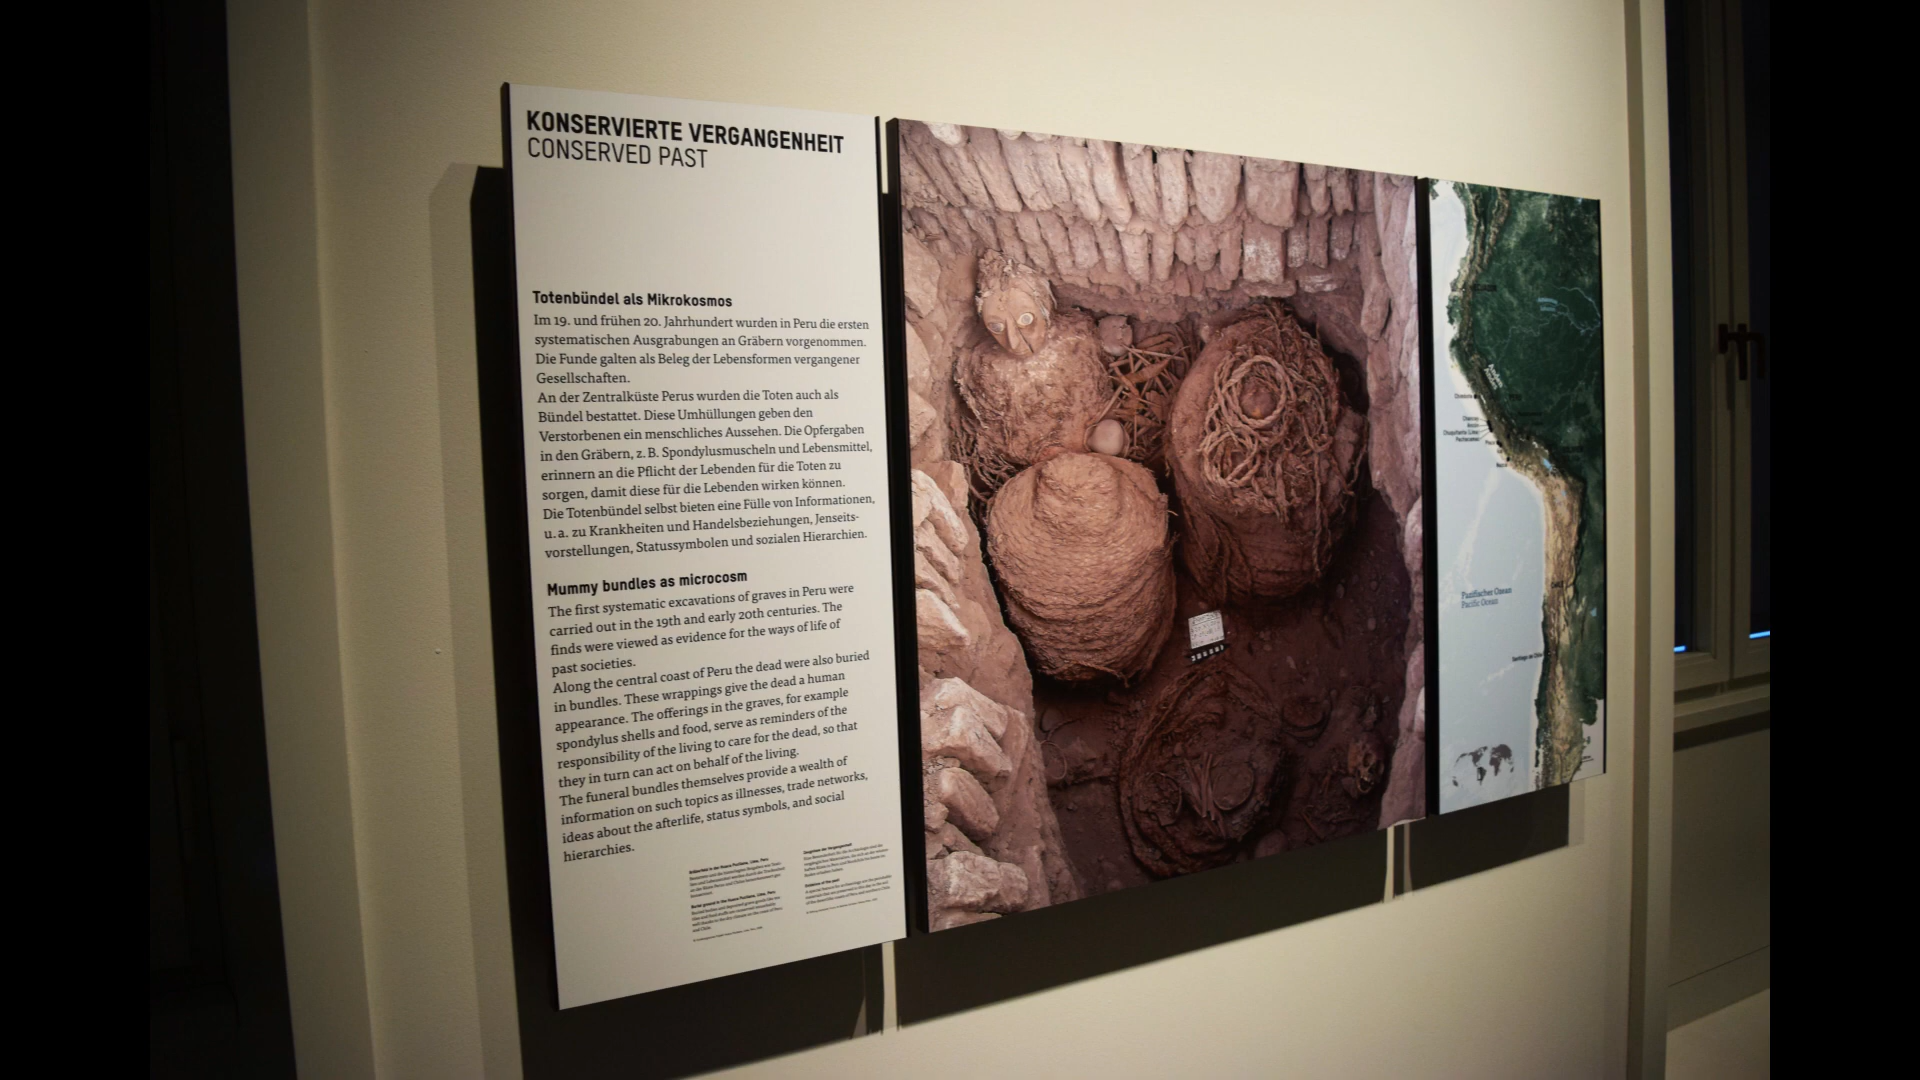 KONSERVIERTE VERGANGENHEIT
CONSERVED PAST
Totenbündel als Mikrokosmos
Im 19. und frühen 20. Jahrhundert wurden in Peru die ersten
systematischen Ausgrabungen an Gräbern vorgenommen.
Die Funde galten als Beleg der Lebensformen vergangener
Gesellschaften.
An der Zentralküste Perus wurden die Toten auch als
Bündel bestattet. Diese Umhüllungen geben den
Verstorbenen ein menschliches Aussehen. Die Opfergaben
in den Gräbern, z. B. Spondylusmuscheln und Lebensmittel,
erinnern an die Pflicht der Lebenden für die Toten zu
sorgen, damit diese für die Lebenden wirken können.
Die Totenbündel selbst bieten eine Fülle von Informationen,
u. a. zu Krankheiten und Handelsbeziehungen, Jenseits-
vorstellungen, Statussymbolen und sozialen Hierarchien.
Mummy bundles as microcosm
The first systematic excavations of graves in Peru were
carried out in the 19th and early 20th centuries. The
finds were viewed as evidence for the ways of life of
past societies.
Along the central coast of Peru the dead were also buried
in bundles. These wrappings give the dead a human
appearance. The offerings in the graves, for example
spondylus shells and food, serve as reminders of the
responsibility of the living to care for the dead, so that
they in turn can act on behalf of the living.
The funeral bundles themselves provide a wealth of
information on such topics as illnesses, trade networks,
ideas about the afterlife, status symbols, and social
hierarchies.
Pazifischer Ozean
Pacific Ocean